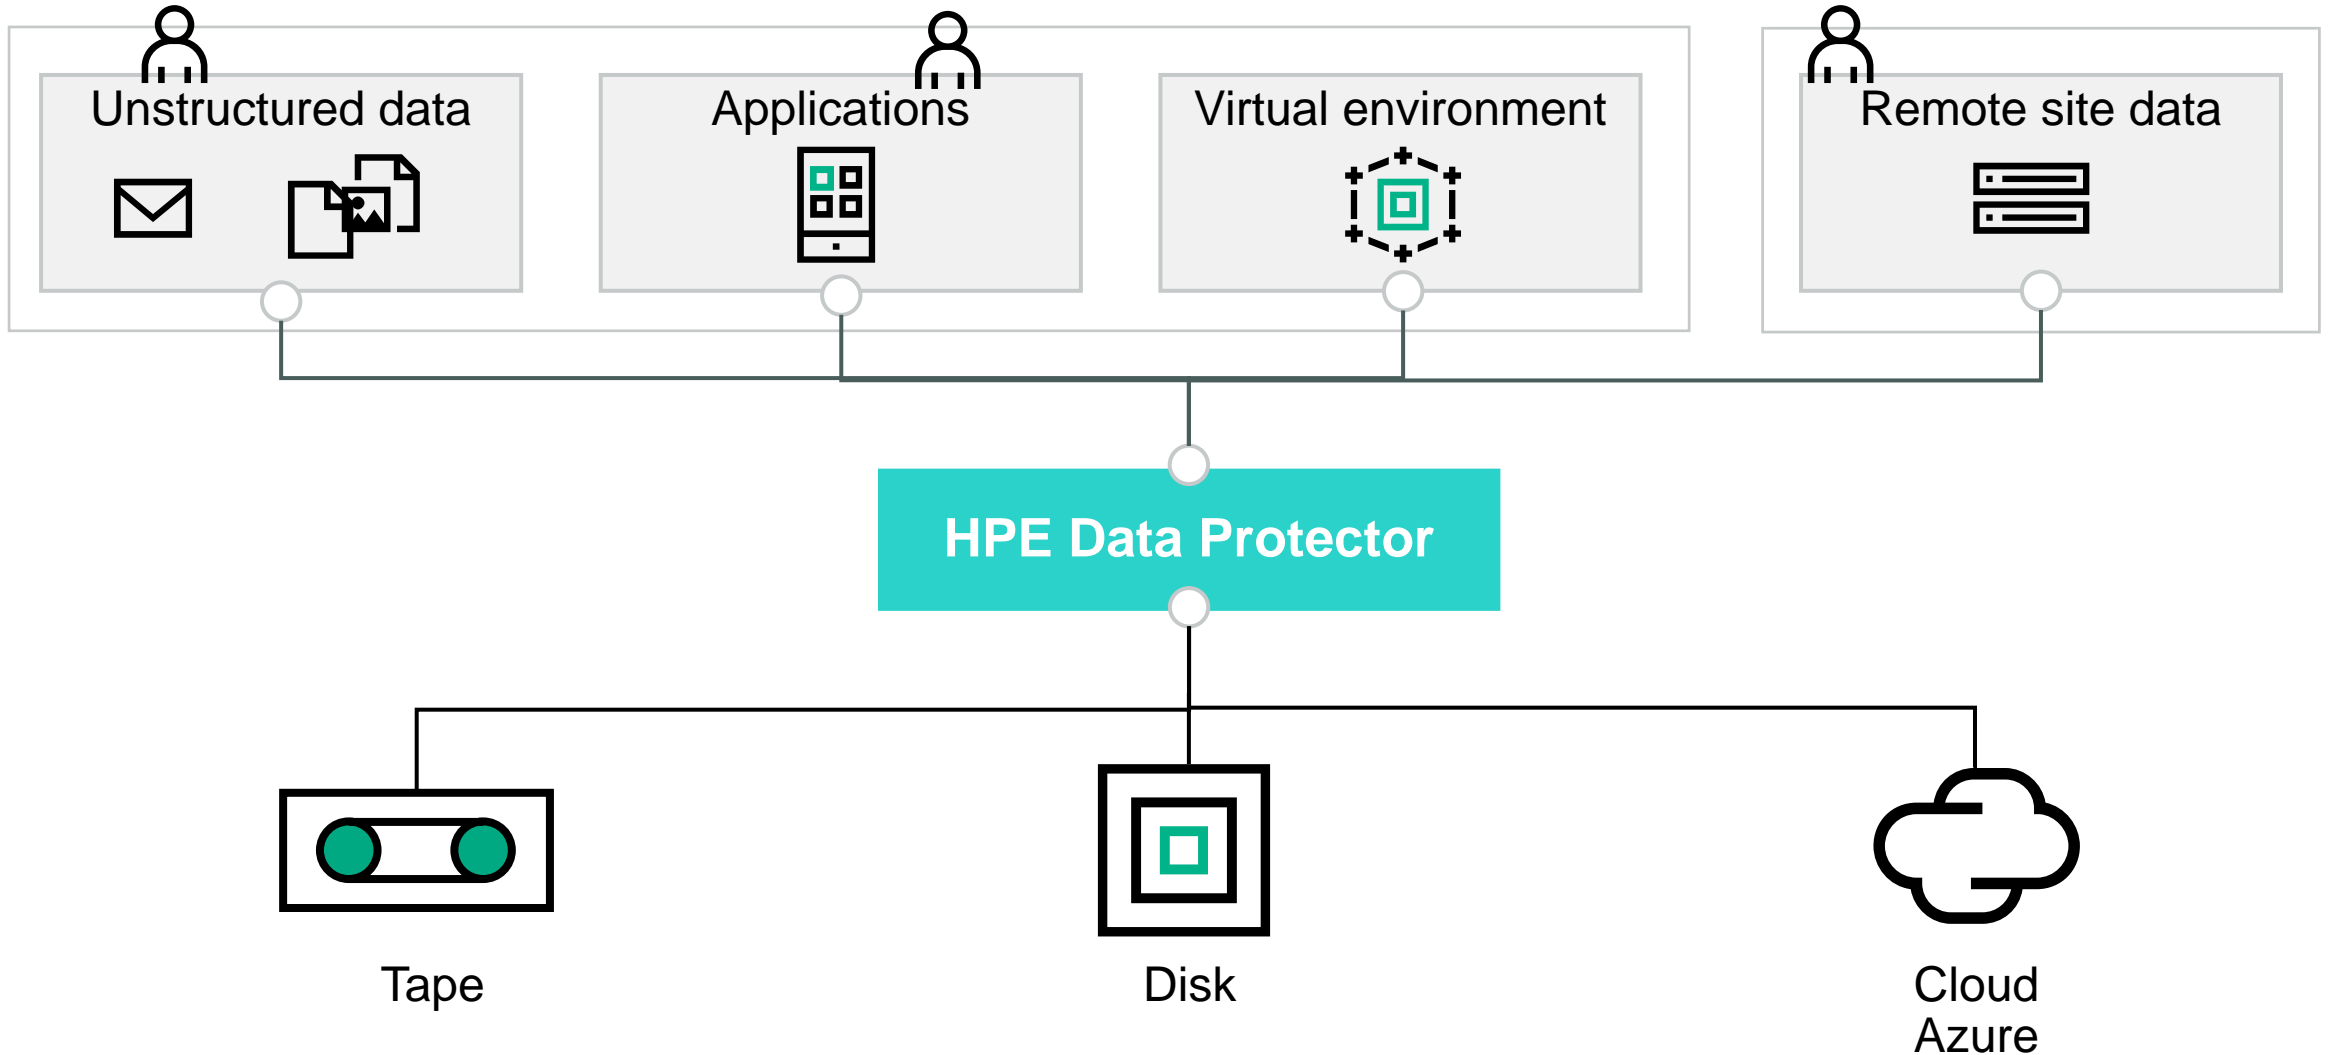 Unstructured data
Applications
Virtual environment
Remote site data
HPE Data Protector
Tape
Disk
Cloud
Azure